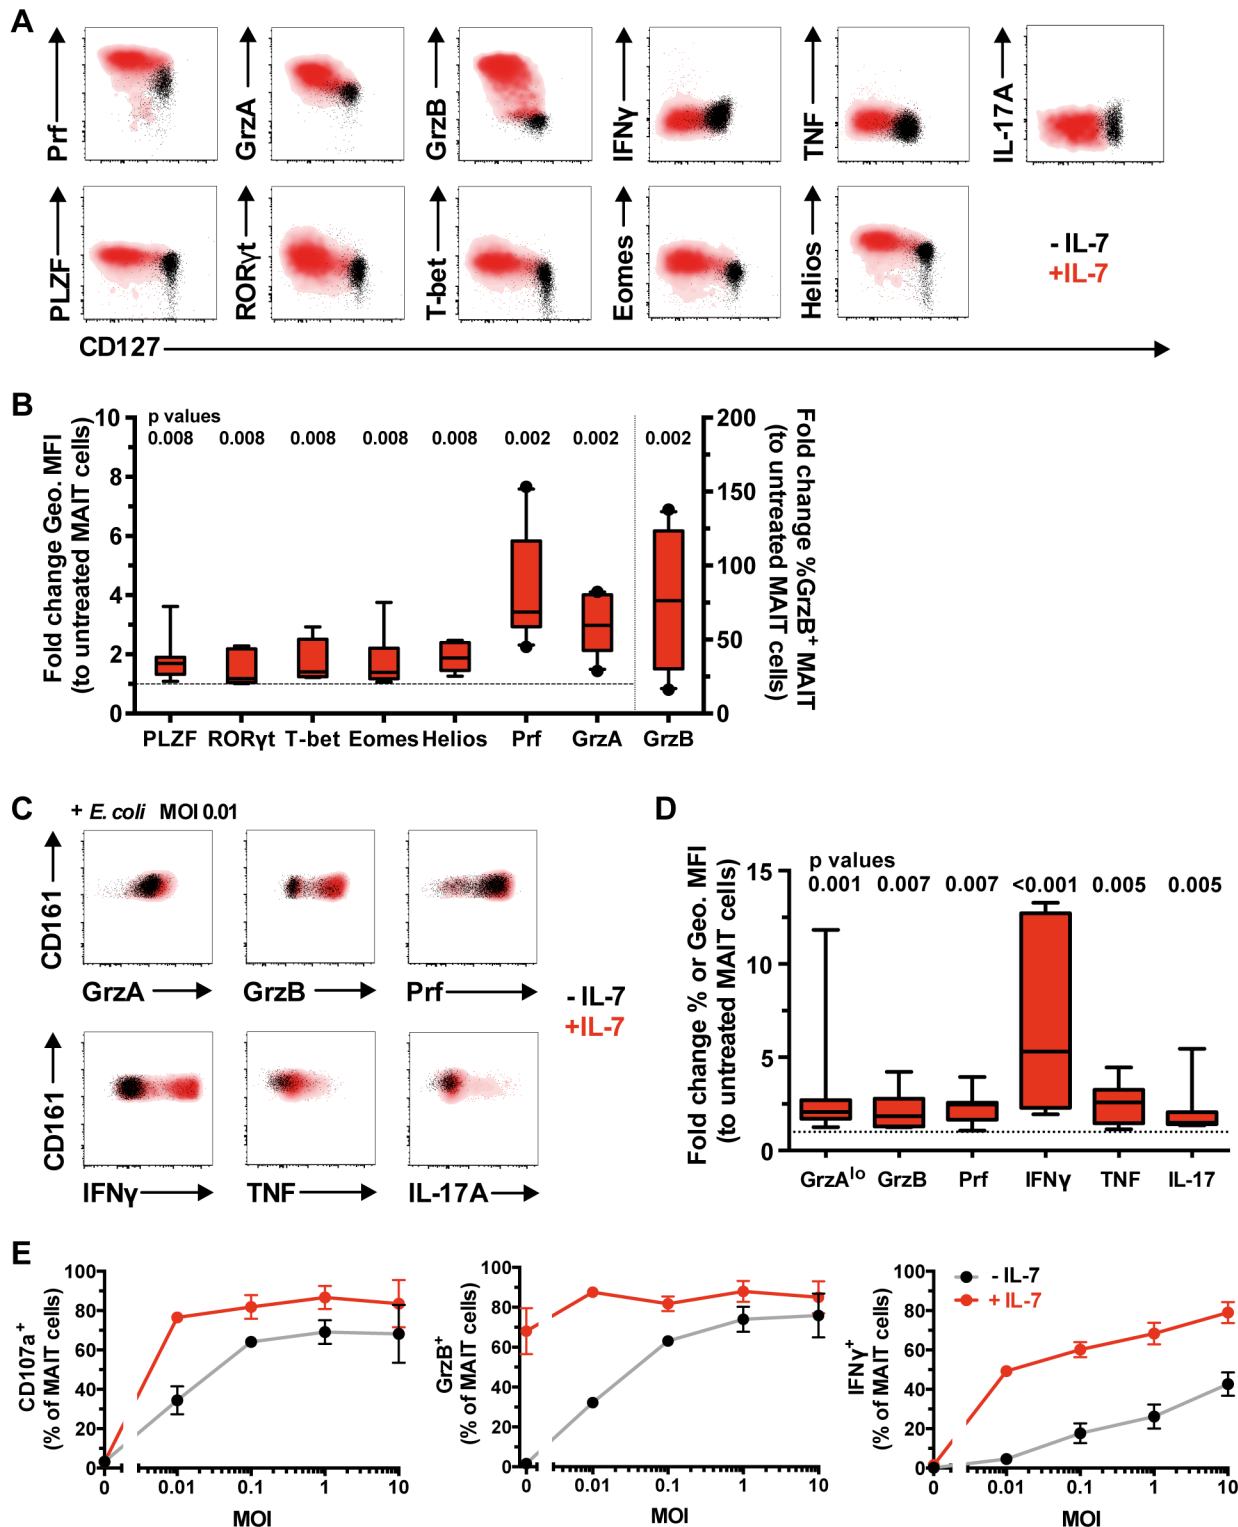 A
Prf
GrzA
GrzB
IFNγ
TNF
IL-17A
PLZF
RORγt
T-bet
Eomes
Helios
- IL-7
+IL-7
CD127
B
p values
0.008 0.008 0.008 0.008 0.008 0.002 0.002 0.002
Fold change Geo. MFI
(to untreated MAIT cells)
10
8
6
4
2
0
200
150
100
50
0
Fold change %GrzB+ MAIT
(to untreated MAIT cells)
PLZF RORγt T-bet Eomes Helios Prf GrzA GrzB
C
+ E. coli MOI 0.01
CD161
GrzA
GrzB
Prf
CD161
IFNγ
TNF
IL-17A
- IL-7
+IL-7
D
p values
0.001 0.007 0.007 <0.001 0.005 0.005
Fold change % or Geo. MFI
(to untreated MAIT cells)
15
10
5
0
GrzAlo GrzB Prf IFNγ TNF IL-17
E
CD107a+
(% of MAIT cells)
100
80
60
40
20
0
0 0.01 0.1 1 10
MOI
GrzB+
(% of MAIT cells)
100
80
60
40
20
0
0 0.01 0.1 1 10
MOI
IFNγ+
(% of MAIT cells)
100
80
60
40
20
0
- IL-7
+ IL-7
0 0.01 0.1 1 10
MOI